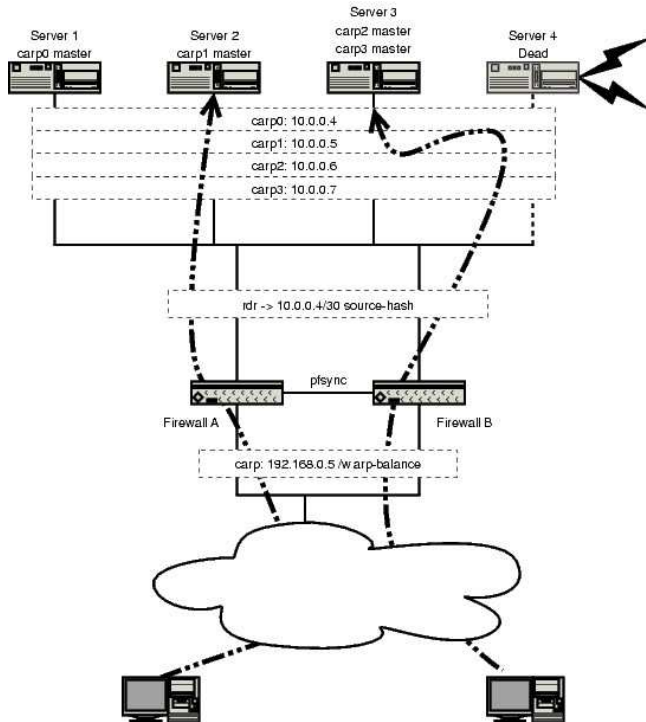 Server 1
carp0 master
Server 2
carp1 master
Server 3
carp2 master
carp3 master
Server 4
Dead
carp0: 10.0.0.4
carp1: 10.0.0.5
carp2: 10.0.0.6
carp3: 10.0.0.7
rdr -> 10.0.0.4/30 source-hash
pfsync
Firewall A
Firewall B
carp: 192.168.0.5 /w arp-balance